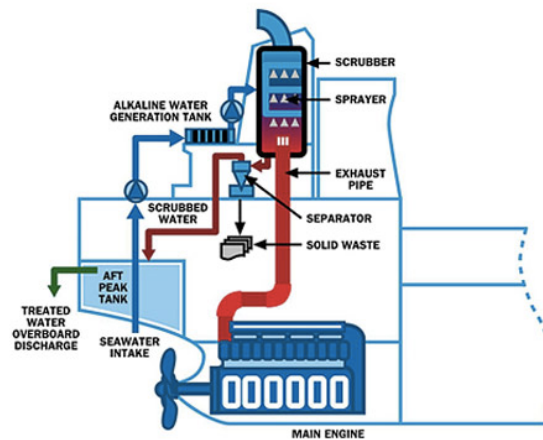 SCRUBBER
SPRAYER
ALKALINE WATER
GENERATION TANK
EXHAUST
PIPE
SCRUBBED
WATER
SEPARATOR
SOLID WASTE
AFT
PEAK
TANK
TREATED
WATER
OVERBOARD
DISCHARGE
SEAWATER
INTAKE
MAIN ENGINE